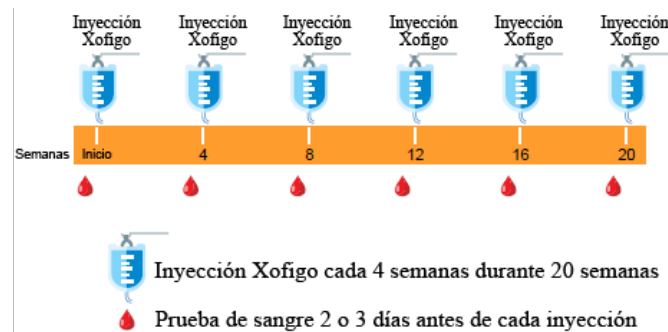 Inyección Inyección Inyección Inyección Inyección Inyección
Xofigo Xofigo Xofigo Xofigo Xofigo Xofigo
Semanas Inicio 4 8 12 16 20
Inyección Xofigo cada 4 semanas durante 20 semanas
Prueba de sangre 2 o 3 días antes de cada inyección